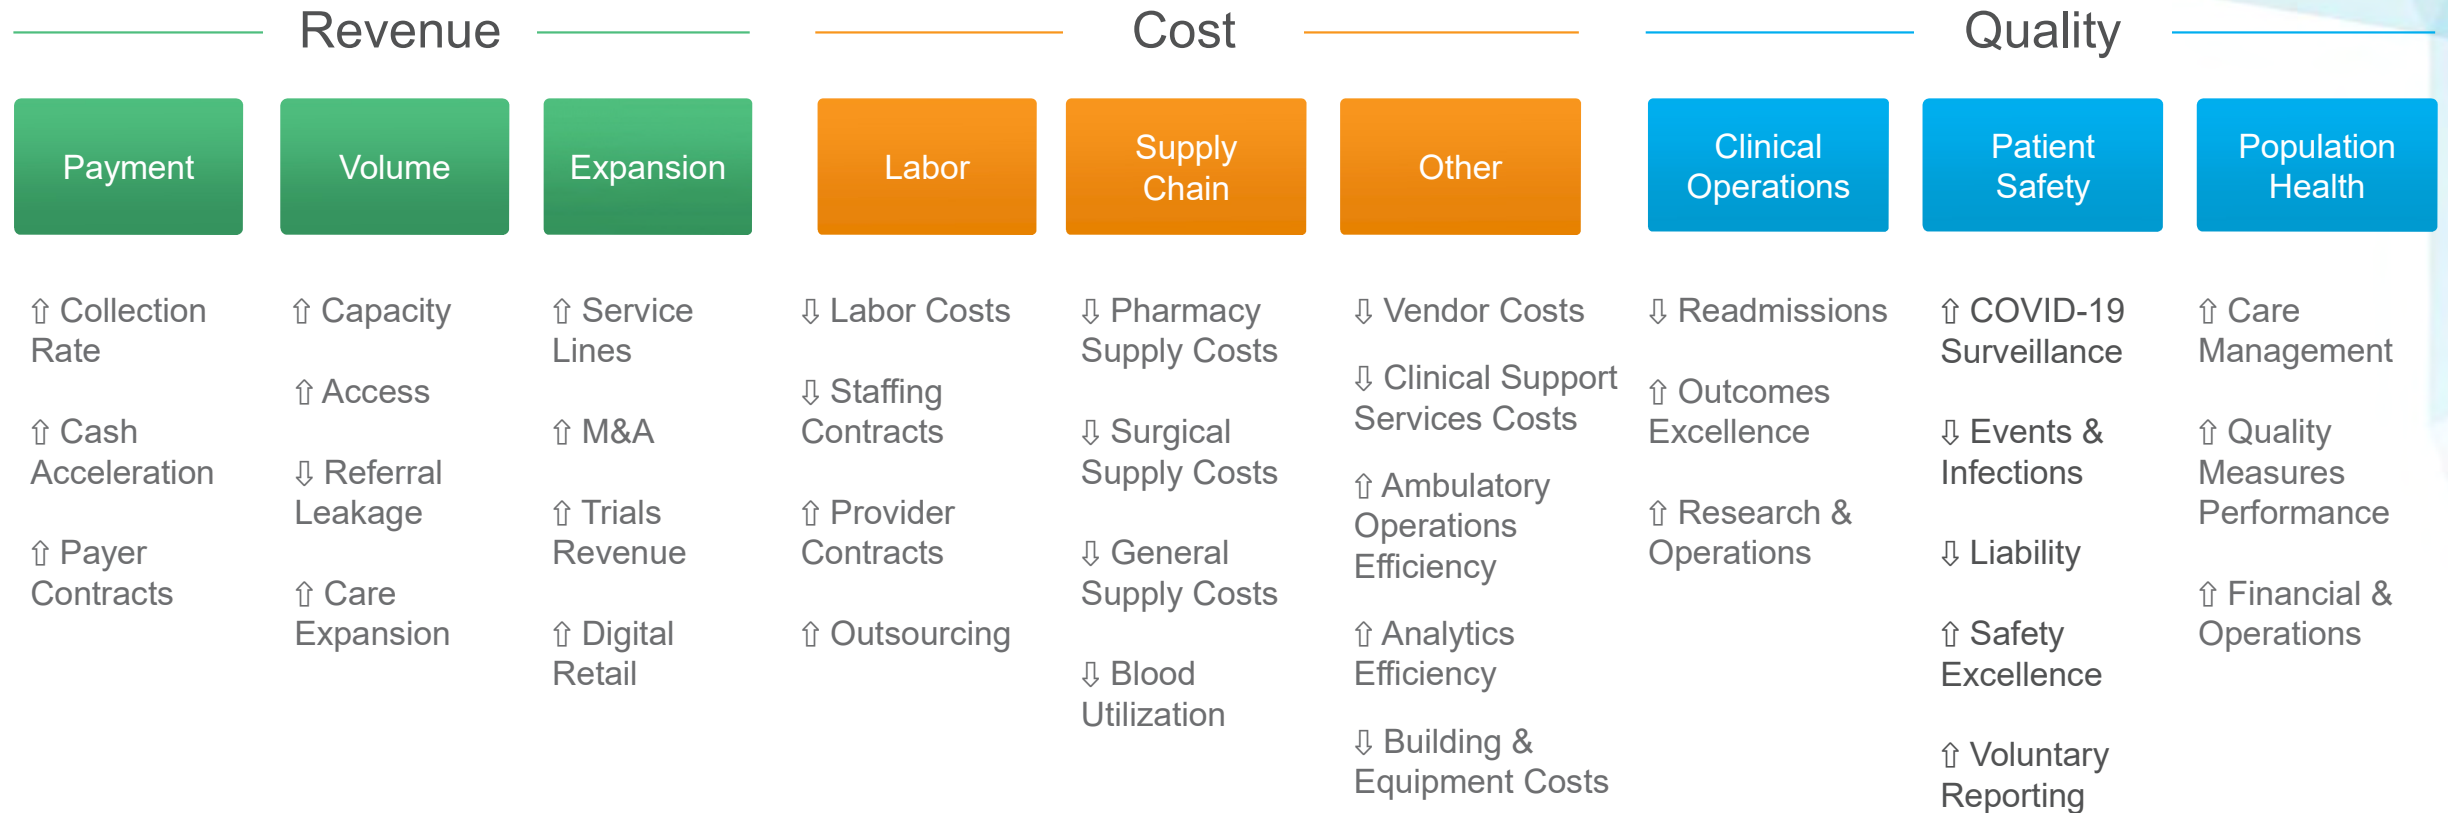 Revenue
Cost
Quality
Payment
Volume
Expansion
Labor
Supply
Chain
Other
Clinical
Operations
Patient
Safety
Population
Health
⇧ Collection
Rate
⇧ Cash
Acceleration
⇧ Payer
Contracts
⇧ Capacity
⇧ Access
⇩ Referral
Leakage
⇧ Care
Expansion
⇧ Service
Lines
⇧ M&A
⇧ Trials
Revenue
⇧ Digital
Retail
⇩ Labor Costs
⇩ Staffing
Contracts
⇧ Provider
Contracts
⇧ Outsourcing
⇩ Pharmacy
Supply Costs
⇩ Surgical
Supply Costs
⇩ General
Supply Costs
⇩ Blood
Utilization
⇩ Vendor Costs
⇩ Clinical Support
Services Costs
⇧ Ambulatory
Operations
Efficiency
⇧ Analytics
Efficiency
⇩ Building &
Equipment Costs
⇩ Readmissions
⇧ Outcomes
Excellence
⇧ Research &
Operations
⇧ COVID-19
Surveillance
⇩ Events &
Infections
⇩ Liability
⇧ Safety
Excellence
⇧ Voluntary
Reporting
⇧ Care
Management
⇧ Quality
Measures
Performance
⇧ Financial &
Operations